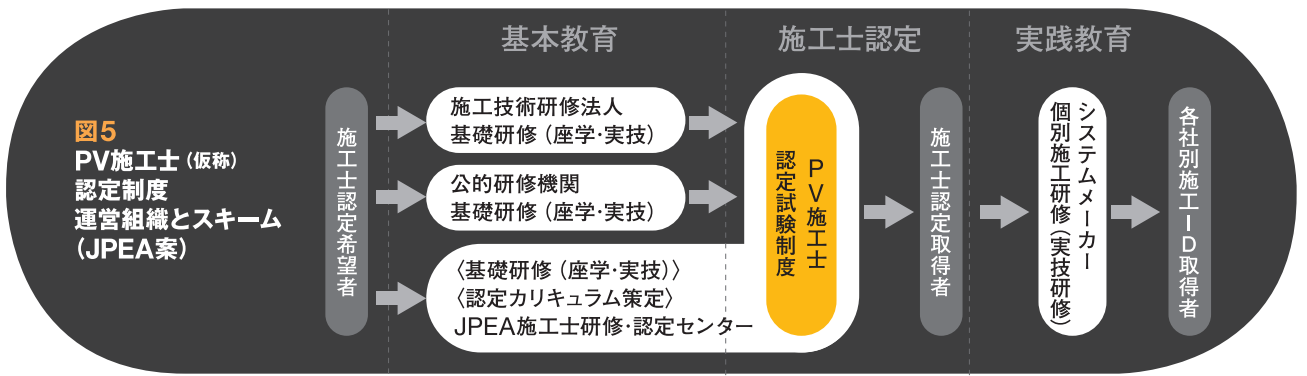 図5
PV施工士（仮称）
認定制度
運営組織とスキーム
（JPEA案）
基本教育
施工士認定
実践教育
施工士認定希望者
施工技術研修法人
基礎研修（座学・実技）
公的研修機関
基礎研修（座学・実技）
〈基礎研修（座学・実技）〉
〈認定カリキュラム策定〉
JPEA施工士研修・認定センター
PV施工士
認定試験制度
施工士認定取得者
システムメーカー
個別施工研修（実技研修）
各社別施工ID取得者